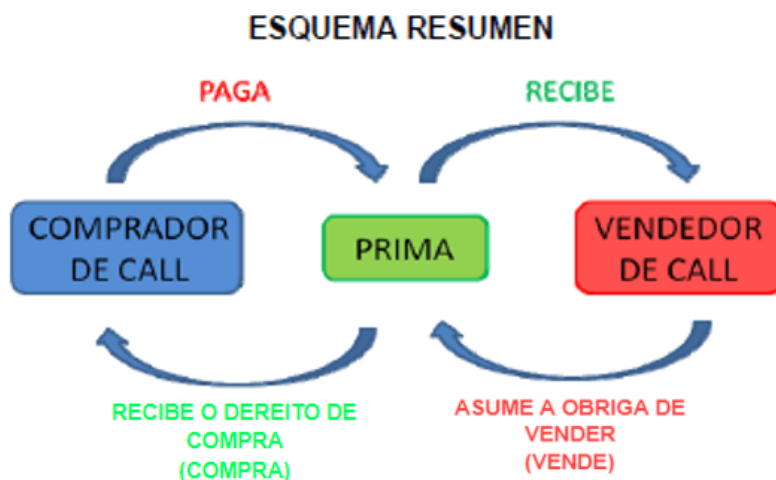 ESQUEMA RESUMEN
PAGA
RECIBE
COMPRADOR
DE CALL
PRIMA
VENDEDOR
DE CALL
RECIBE O DEREITO DE
COMPRA
(COMPRA)
ASUME A OBRIGA DE
VENDER
(VENDE)